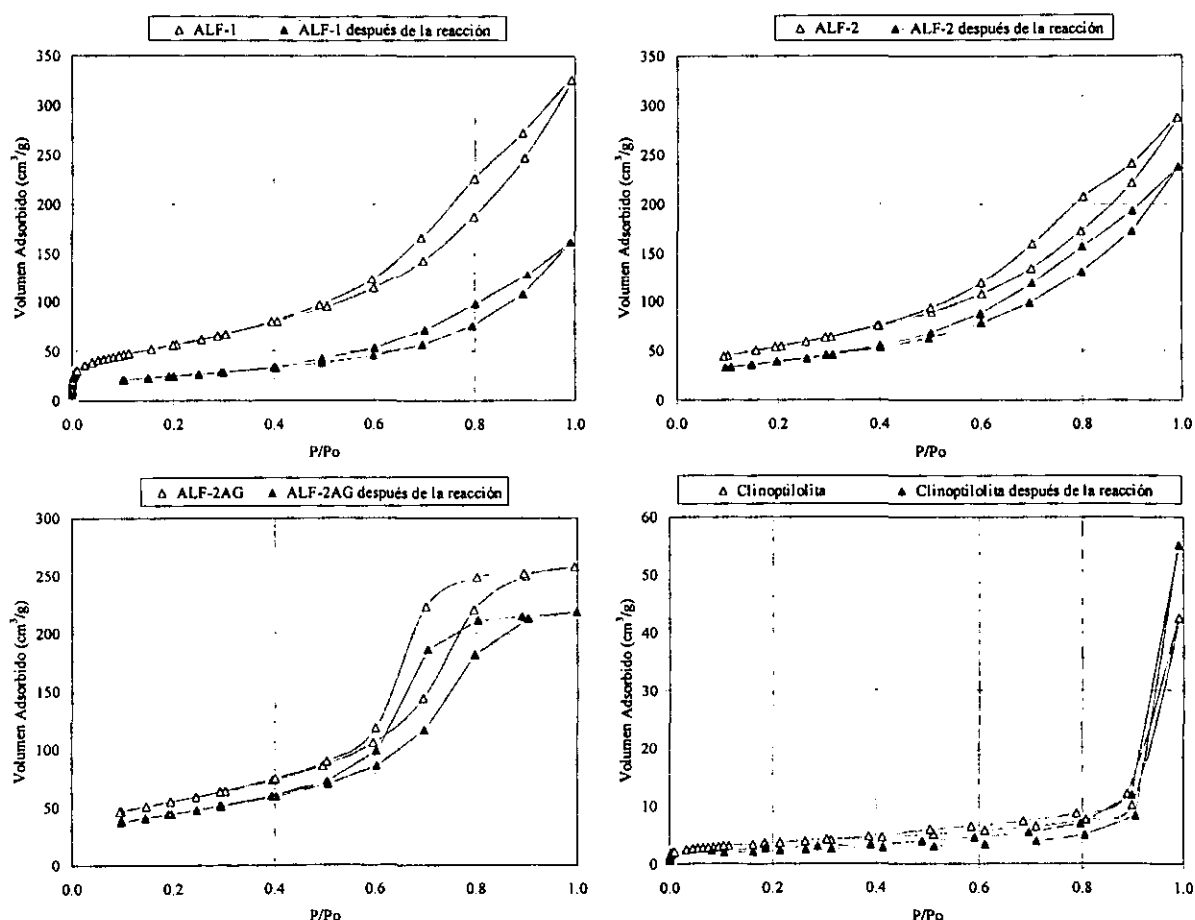 △ ALF-1 ▲ ALF-1 después de la reacción
Volumen Adsorbido (cm³/g)
350
300
250
200
150
100
50
0
0.0 0.2 0.4 0.6 0.8 1.0
P/Po
△ ALF-2 ▲ ALF-2 después de la reacción
Volumen Adsorbido (cm³/g)
350
300
250
200
150
100
50
0
0.0 0.2 0.4 0.6 0.8 1.0
P/Po
△ ALF-2AG ▲ ALF-2AG después de la reacción
Volumen Adsorbido (cm³/g)
300
250
200
150
100
50
0
0.0 0.2 0.4 0.6 0.8 1.0
P/Po
△ Clinoptilolita ▲ Clinoptilolita después de la reacción
Volumen Adsorbido (cm³/g)
60
50
40
30
20
10
0
0.0 0.2 0.4 0.6 0.8 1.0
P/Po